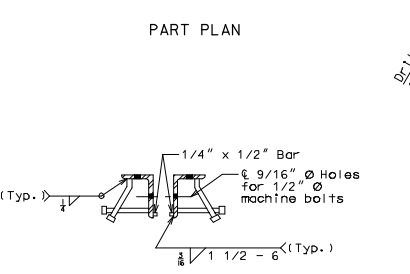 PART PLAN
Dril
1/4" x 1/2" Bar
℄ 9/16" Ø Holes
for 1/2" Ø
machine bolts
(Typ.)
1/4
3/16
1 1/2 - 6
(Typ.)